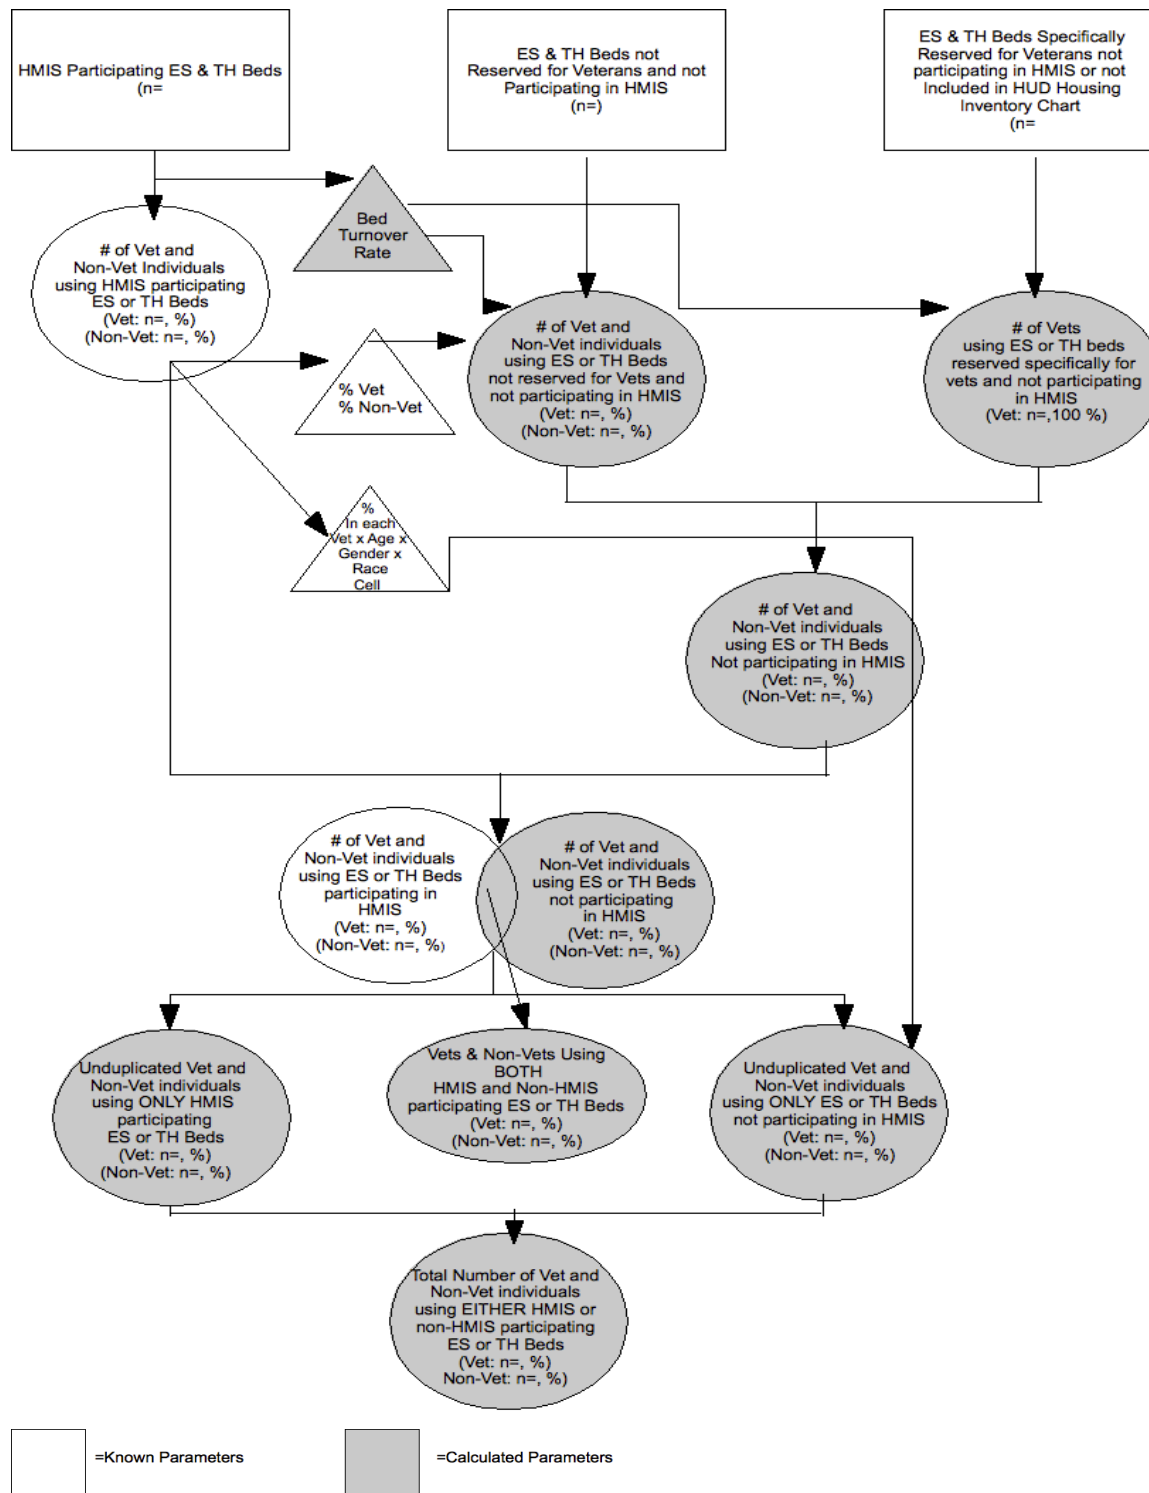 HMIS Participating ES & TH Beds
(n=
ES & TH Beds not
Reserved for Veterans and not
Participating in HMIS
(n=)
ES & TH Beds Specifically
Reserved for Veterans not
participating in HMIS or not
Included in HUD Housing
Inventory Chart
(n=
Bed
Turnover
Rate
# of Vet and
Non-Vet Individuals
using HMIS participating
ES or TH Beds
(Vet: n=, %)
(Non-Vet: n=, %)
% Vet
% Non-Vet
# of Vet and
Non-Vet individuals
using ES or TH Beds
not reserved for Vets and
not participating in HMIS
(Vet: n=, %)
(Non-Vet: n=, %)
# of Vets
using ES or TH beds
reserved specifically for
vets and not participating
in HMIS
(Vet: n=,100 %)
%
In each
Vet x Age x
Gender x
Race
Cell
# of Vet and
Non-Vet individuals
using ES or TH Beds
Not participating in HMIS
(Vet: n=, %)
(Non-Vet: n=, %)
# of Vet and
Non-Vet individuals
using ES or TH Beds
participating in
HMIS
(Vet: n=, %)
(Non-Vet: n=, %)
# of Vet and
Non-Vet individuals
using ES or TH Beds
not participating
in HMIS
(Vet: n=, %)
(Non-Vet: n=, %)
Unduplicated Vet and
Non-Vet individuals
using ONLY HMIS
participating
ES or TH Beds
(Vet: n=, %)
(Non-Vet: n=, %)
Vets & Non-Vets Using
BOTH
HMIS and Non-HMIS
participating ES or TH Beds
(Vet: n=, %)
(Non-Vet: n=, %)
Unduplicated Vet and
Non-Vet individuals
using ONLY ES or TH Beds
not participating in HMIS
(Vet: n=, %)
(Non-Vet: n=, %)
Total Number of Vet and
Non-Vet individuals
using EITHER HMIS or
non-HMIS participating
ES or TH Beds
(Vet: n=, %)
Non-Vet: n=, %)
=Known Parameters
=Calculated Parameters